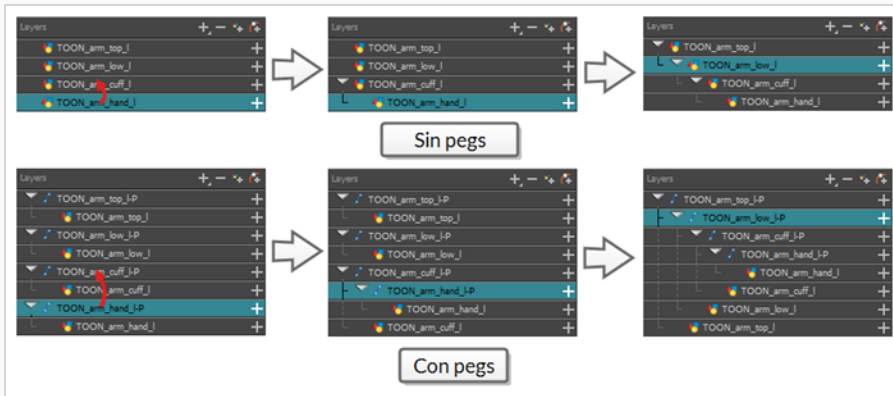 Layers
TOON_arm_top_l
TOON_arm_low_l
TOON_arm_cuff_l
TOON_arm_hand_l
Layers
TOON_arm_top_l
TOON_arm_low_l
TOON_arm_cuff_l
TOON_arm_hand_l
Layers
TOON_arm_top_l
TOON_arm_low_l
TOON_arm_cuff_l
TOON_arm_hand_l
Sin pegs
Layers
TOON_arm_top_l-P
TOON_arm_top_l
TOON_arm_low_l-P
TOON_arm_low_l
TOON_arm_cuff_l-P
TOON_arm_cuff_l
TOON_arm_hand_l-P
TOON_arm_hand_l
Layers
TOON_arm_top_l-P
TOON_arm_top_l
TOON_arm_low_l-P
TOON_arm_low_l
TOON_arm_cuff_l-P
TOON_arm_hand_l-P
TOON_arm_hand_l
TOON_arm_cuff_l
Layers
TOON_arm_top_l-P
TOON_arm_low_l-P
TOON_arm_cuff_l-P
TOON_arm_hand_l-P
TOON_arm_hand_l
TOON_arm_cuff_l
TOON_arm_low_l
TOON_arm_top_l
Con pegs